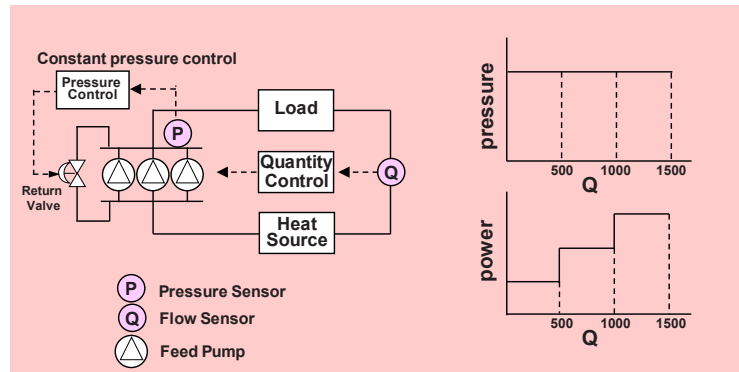 Constant pressure control
Pressure
Control
P
Load
Quantity
Control
Q
Return
Valve
Heat
Source
P Pressure Sensor
Q Flow Sensor
Feed Pump
pressure
500 1000 1500
Q
power
500 1000 1500
Q